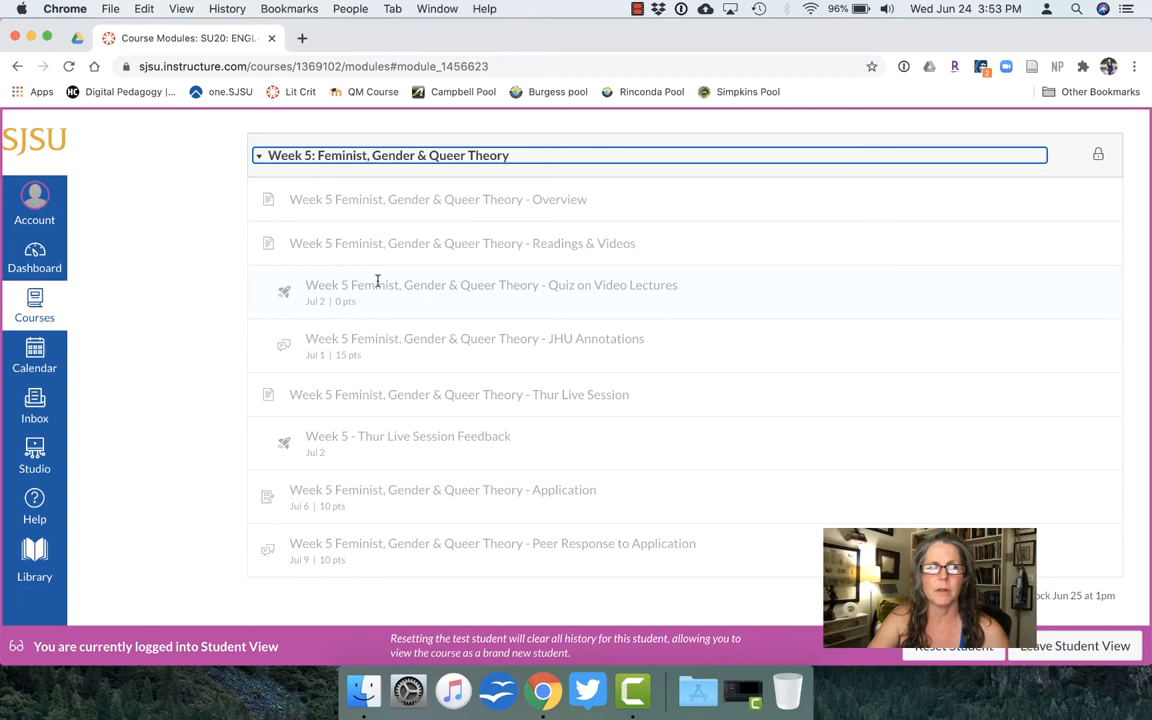 Chrome File Edit View History Bookmarks People Tab Window Help 96% Wed Jun 24 3:53 PM
Course Modules: SU20: ENGL-
sjsu.instructure.com/courses/1369102/modules#module_1456623
R 2 NP
Apps HC Digital Pedagogy |... one.SJSU Lit Crit QM Course Campbell Pool Burgess pool Rinconda Pool Simpkins Pool Other Bookmarks
SJSU
Account
Dashboard
Courses
Calendar
Inbox
Studio
Help
Library
Week 5: Feminist, Gender & Queer Theory
Week 5 Feminist, Gender & Queer Theory - Overview
Week 5 Feminist, Gender & Queer Theory - Readings & Videos
Week 5 Feminist, Gender & Queer Theory - Quiz on Video Lectures
Jul 2 | 0 pts
Week 5 Feminist, Gender & Queer Theory - JHU Annotations
Jul 1 | 15 pts
Week 5 Feminist, Gender & Queer Theory - Thur Live Session
Week 5 - Thur Live Session Feedback
Jul 2
Week 5 Feminist, Gender & Queer Theory - Application
Jul 6 | 10 pts
Week 5 Feminist, Gender & Queer Theory - Peer Response to Application
Jul 9 | 10 pts
ock Jun 25 at 1pm
You are currently logged into Student View
Resetting the test student will clear all history for this student, allowing you to
view the course as a brand new student.
Reset Student
Leave Student View